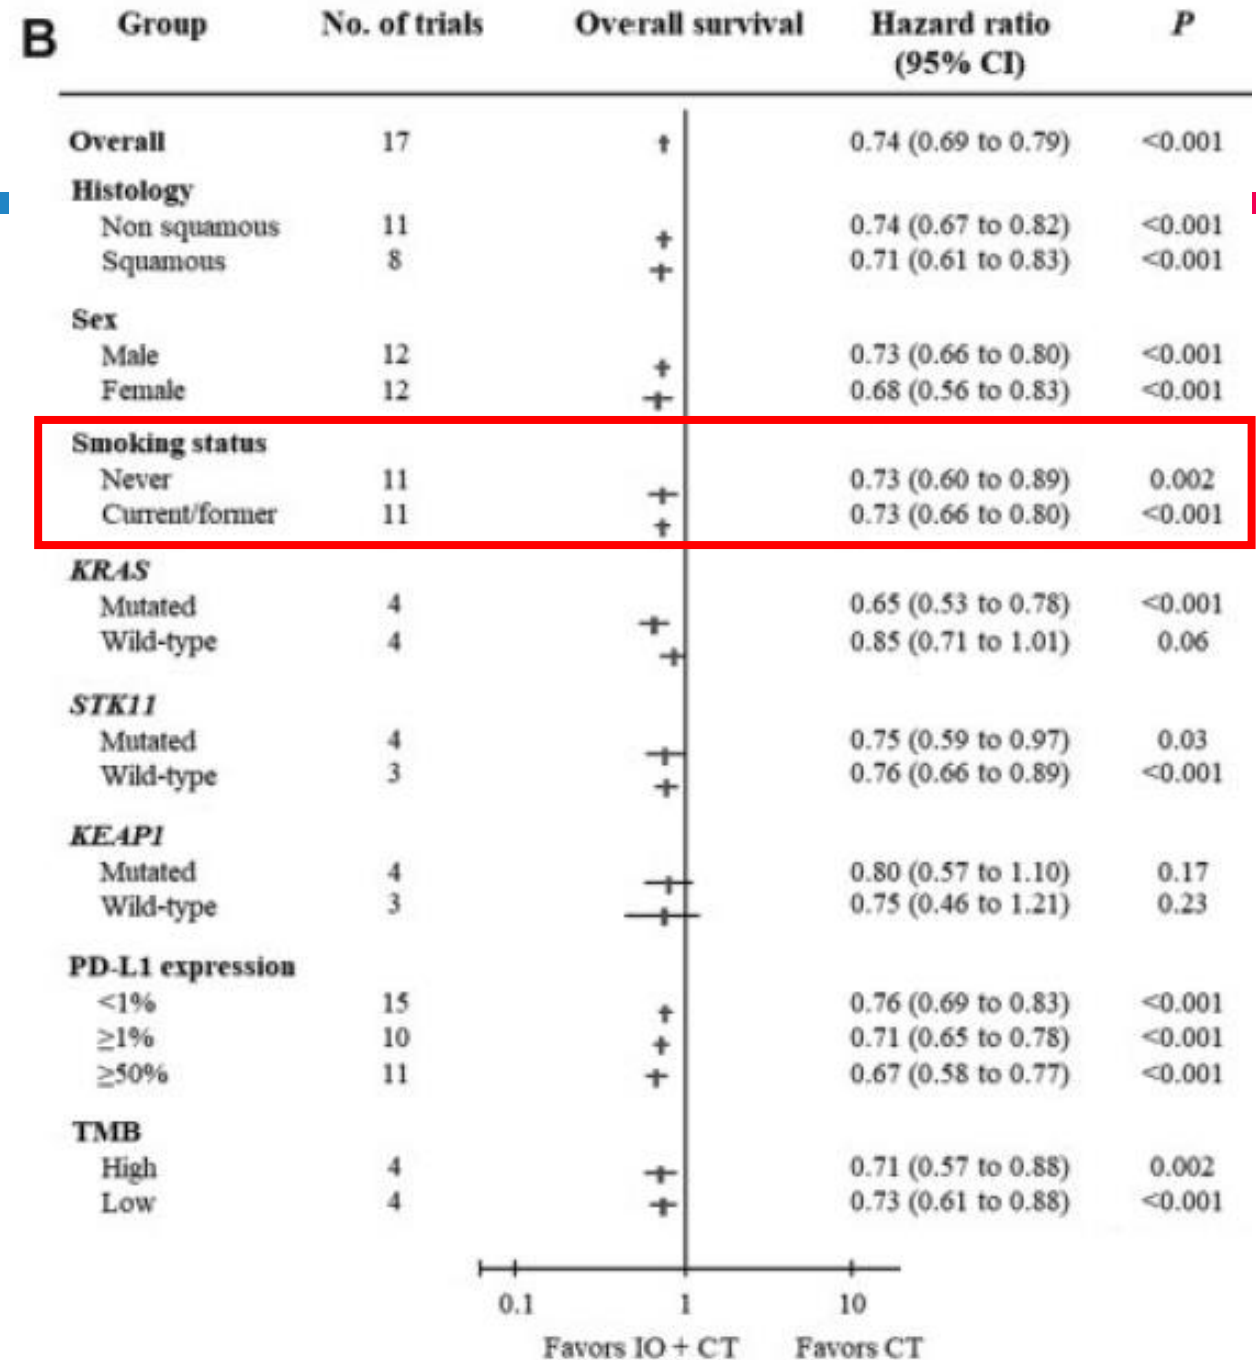 B Group No. of trials Overall survival Hazard ratio (95% CI) P
Overall 17 0.74 (0.69 to 0.79) <0.001
Histology
Non squamous 11 0.74 (0.67 to 0.82) <0.001
Squamous 8 0.71 (0.61 to 0.83) <0.001
Sex
Male 12 0.73 (0.66 to 0.80) <0.001
Female 12 0.68 (0.56 to 0.83) <0.001
Smoking status
Never 11 0.73 (0.60 to 0.89) 0.002
Current/former 11 0.73 (0.66 to 0.80) <0.001
KRAS
Mutated 4 0.65 (0.53 to 0.78) <0.001
Wild-type 4 0.85 (0.71 to 1.01) 0.06
STK11
Mutated 4 0.75 (0.59 to 0.97) 0.03
Wild-type 3 0.76 (0.66 to 0.89) <0.001
KEAP1
Mutated 4 0.80 (0.57 to 1.10) 0.17
Wild-type 3 0.75 (0.46 to 1.21) 0.23
PD-L1 expression
<1% 15 0.76 (0.69 to 0.83) <0.001
≥1% 10 0.71 (0.65 to 0.78) <0.001
≥50% 11 0.67 (0.58 to 0.77) <0.001
TMB
High 4 0.71 (0.57 to 0.88) 0.002
Low 4 0.73 (0.61 to 0.88) <0.001
0.1 1 10
Favors IO + CT Favors CT